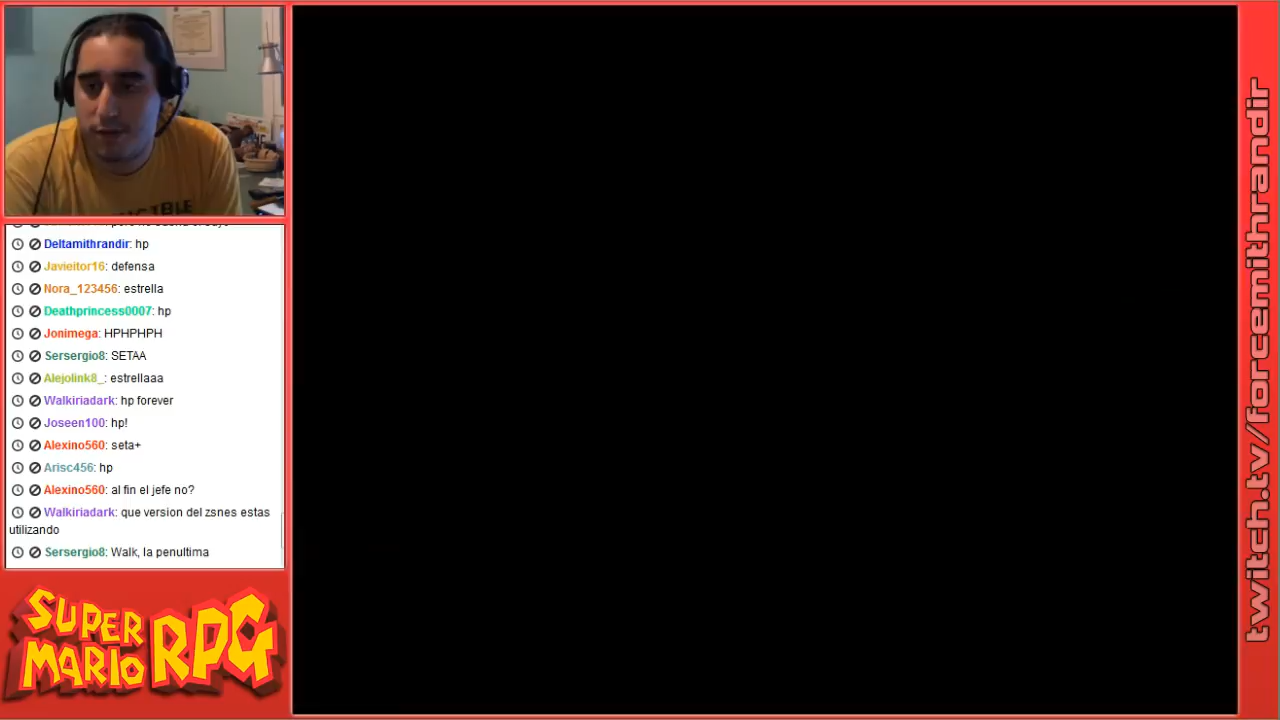 Deltamithrandir: hp
Javieitor16: defensa
Nora_123456: estrella
Deathprincess0007: hp
Jonimega: HPHPHPH
Sersergio8: SETAA
Alejolink8_: estrellaaa
Walkiriadark: hp forever
Joseen100: hp!
Alexino560: seta+
Arisc456: hp
Alexino560: al fin el jefe no?
Walkiriadark: que version del zsnes estas
utilizando
Sersergio8: Walk, la penultima
SUPER
MARIO
RPG
twitch.tv/forcemithrandir